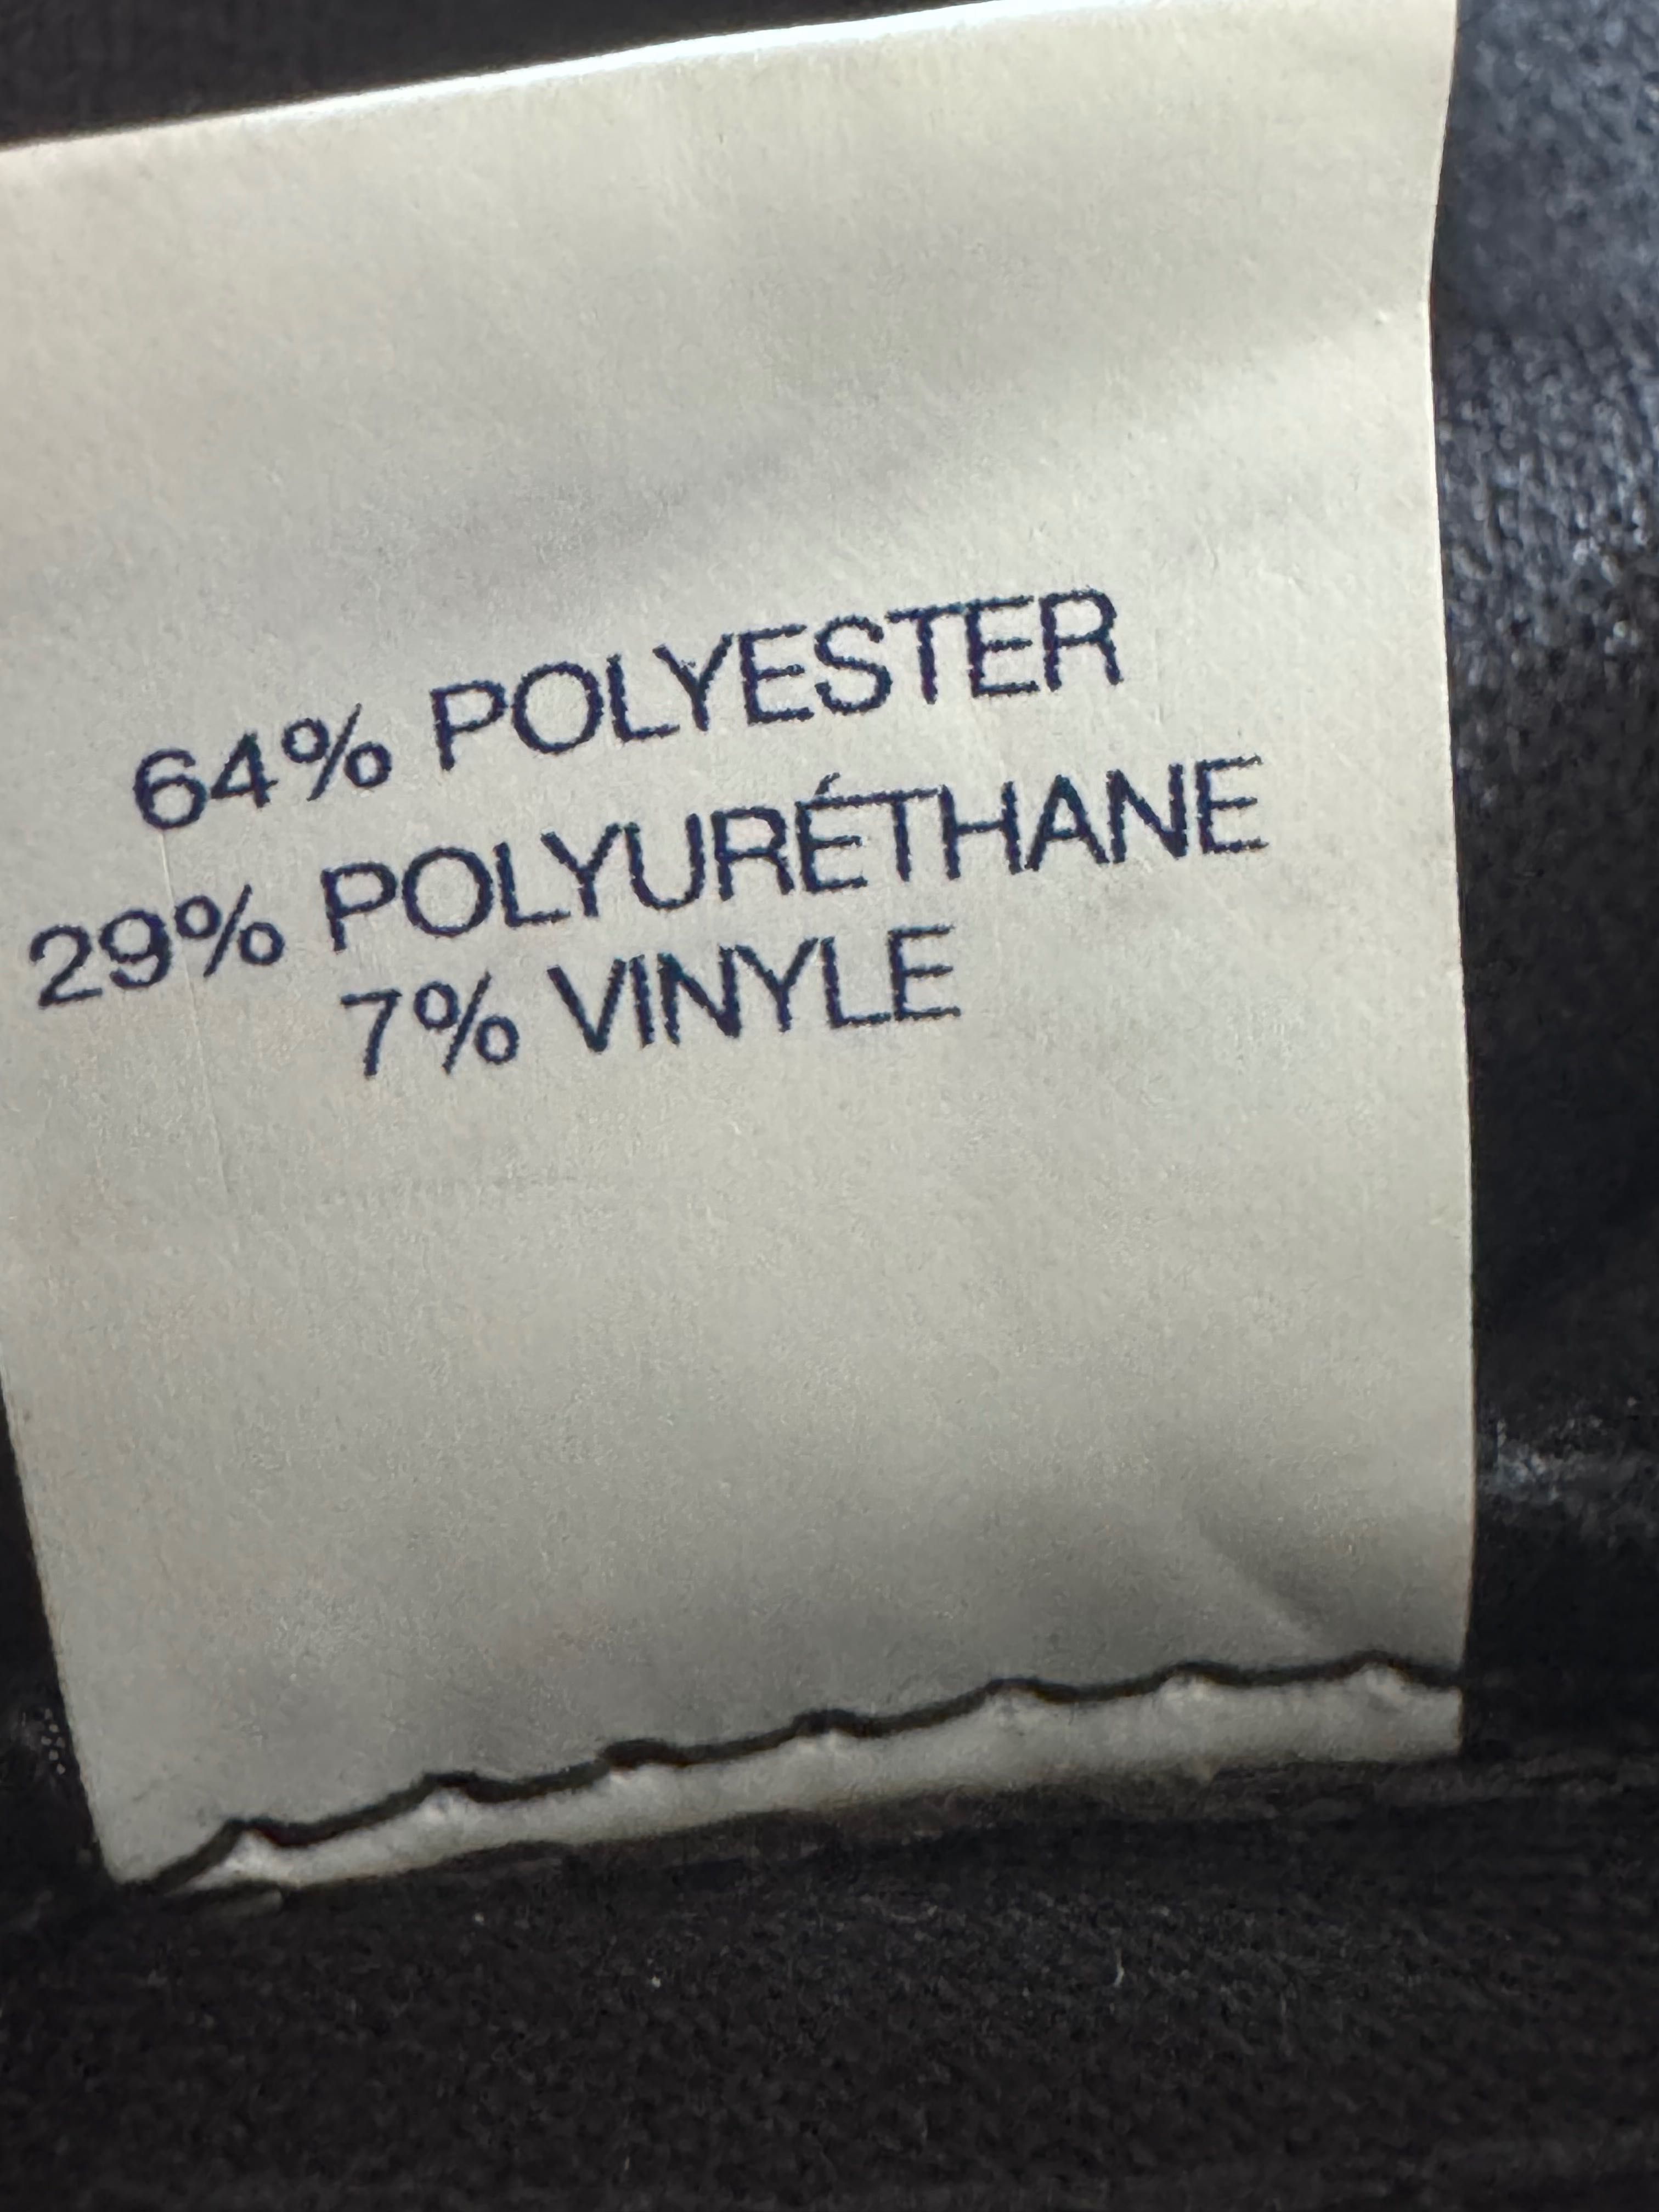 64% POLYESTER
29% POLYURÉTHANE
7% VINYLE